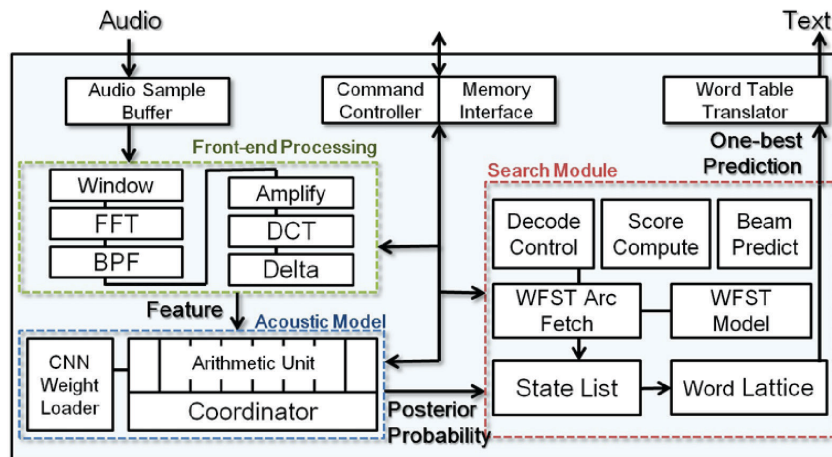 Audio
Text
Audio Sample
Buffer
Command
Controller
Memory
Interface
Word Table
Translator
Front-end Processing
One-best
Prediction
Window
FFT
BPF
Amplify
DCT
Delta
Search Module
Decode
Control
Score
Compute
Beam
Predict
WFST Arc
Fetch
WFST
Model
State List
Word Lattice
Feature
Acoustic Model
CNN
Weight
Loader
Arithmetic Unit
Coordinator
Posterior
Probability